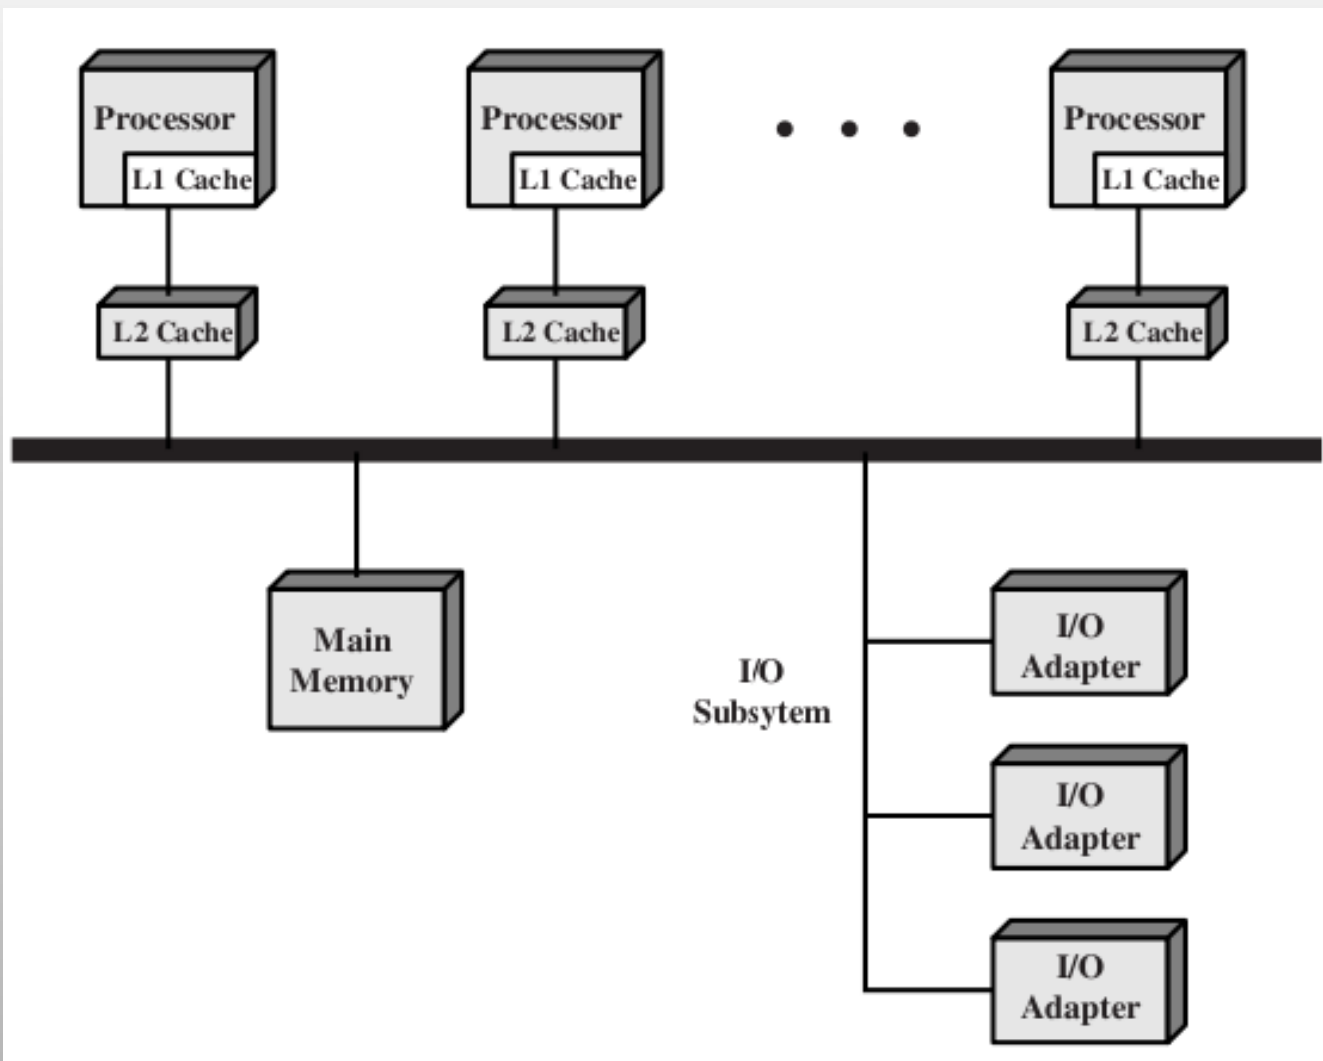 Processor
L1 Cache
Processor
L1 Cache
Processor
L1 Cache
L2 Cache
L2 Cache
L2 Cache
Main
Memory
I/O
Subsytem
I/O
Adapter
I/O
Adapter
I/O
Adapter